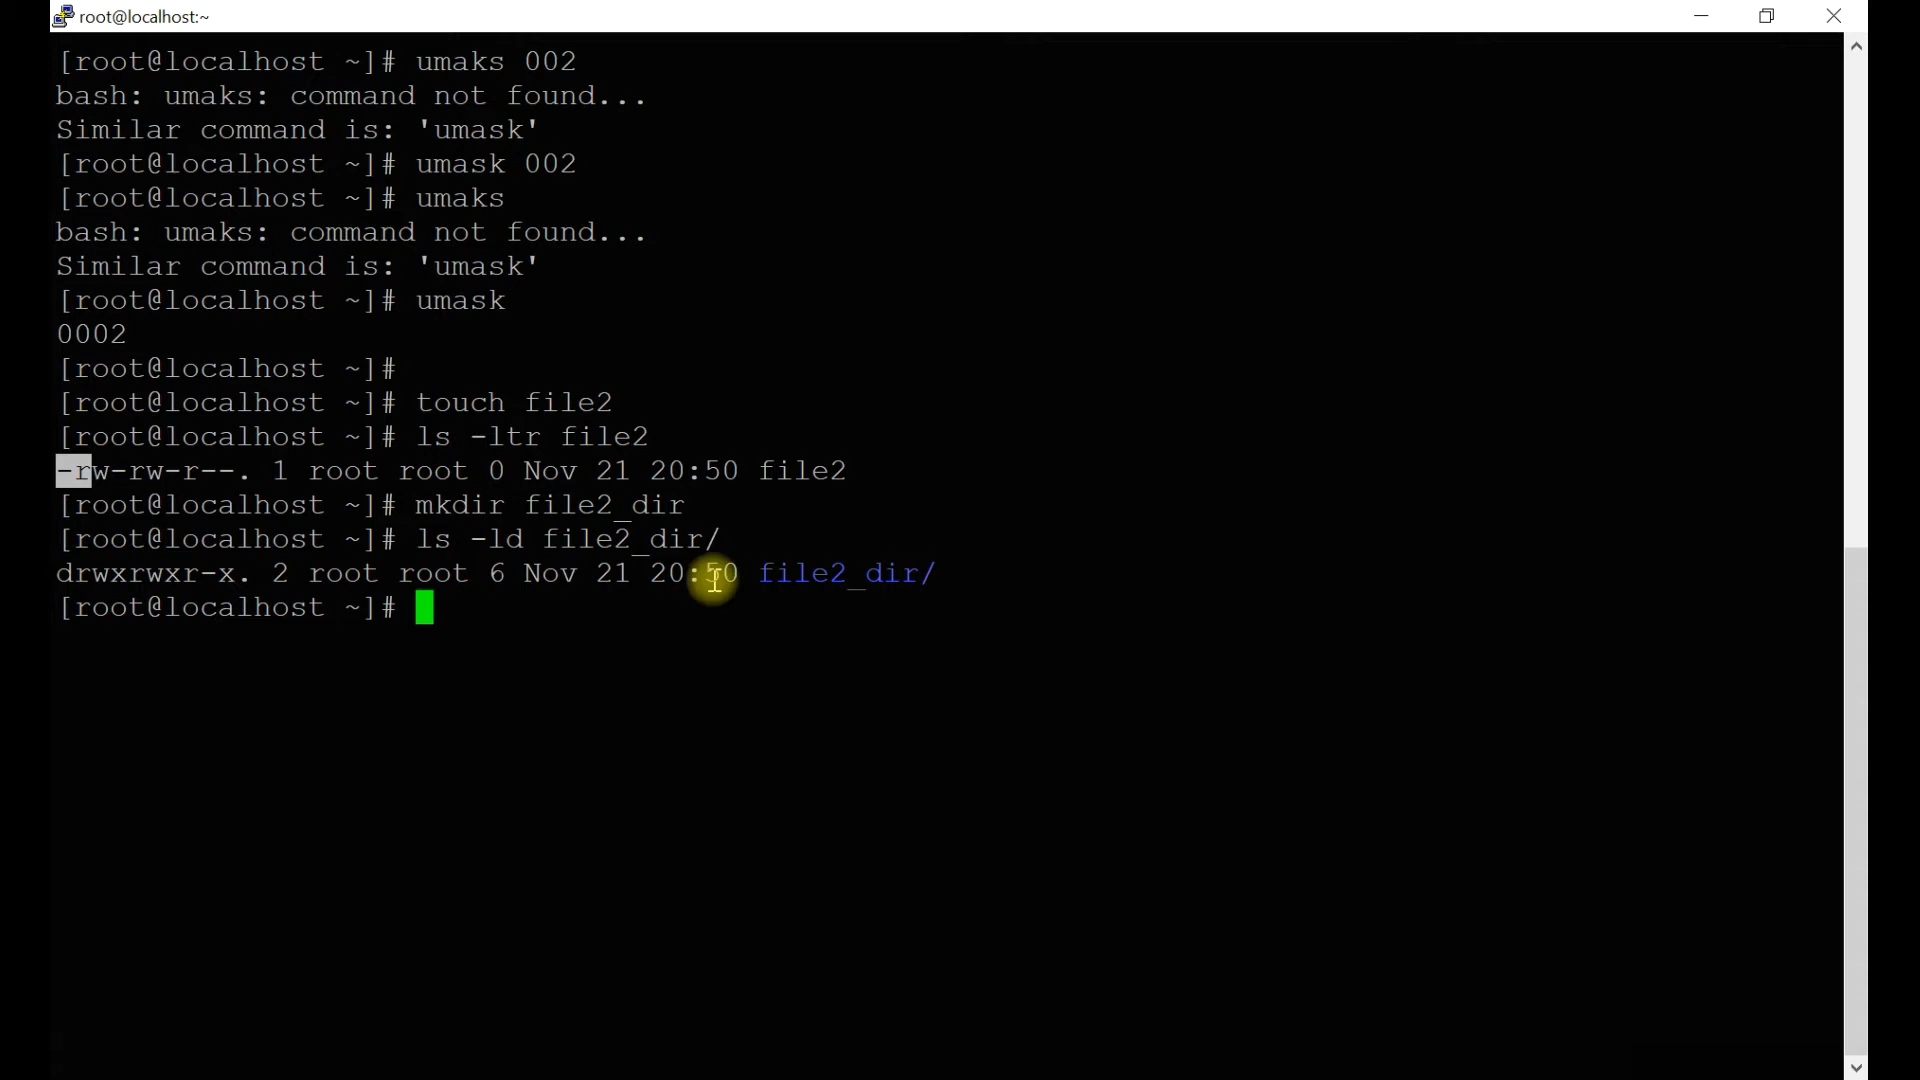 root@localhost:~
[root@localhost ~]# umaks 002
bash: umaks: command not found...
Similar command is: 'umask'
[root@localhost ~]# umask 002
[root@localhost ~]# umaks
bash: umaks: command not found...
Similar command is: 'umask'
[root@localhost ~]# umask
0002
[root@localhost ~]#
[root@localhost ~]# touch file2
[root@localhost ~]# ls -ltr file2
-rw-rw-r--. 1 root root 0 Nov 21 20:50 file2
[root@localhost ~]# mkdir file2_dir
[root@localhost ~]# ls -ld file2_dir/
drwxrwxr-x. 2 root root 6 Nov 21 20:50 file2_dir/
[root@localhost ~]#